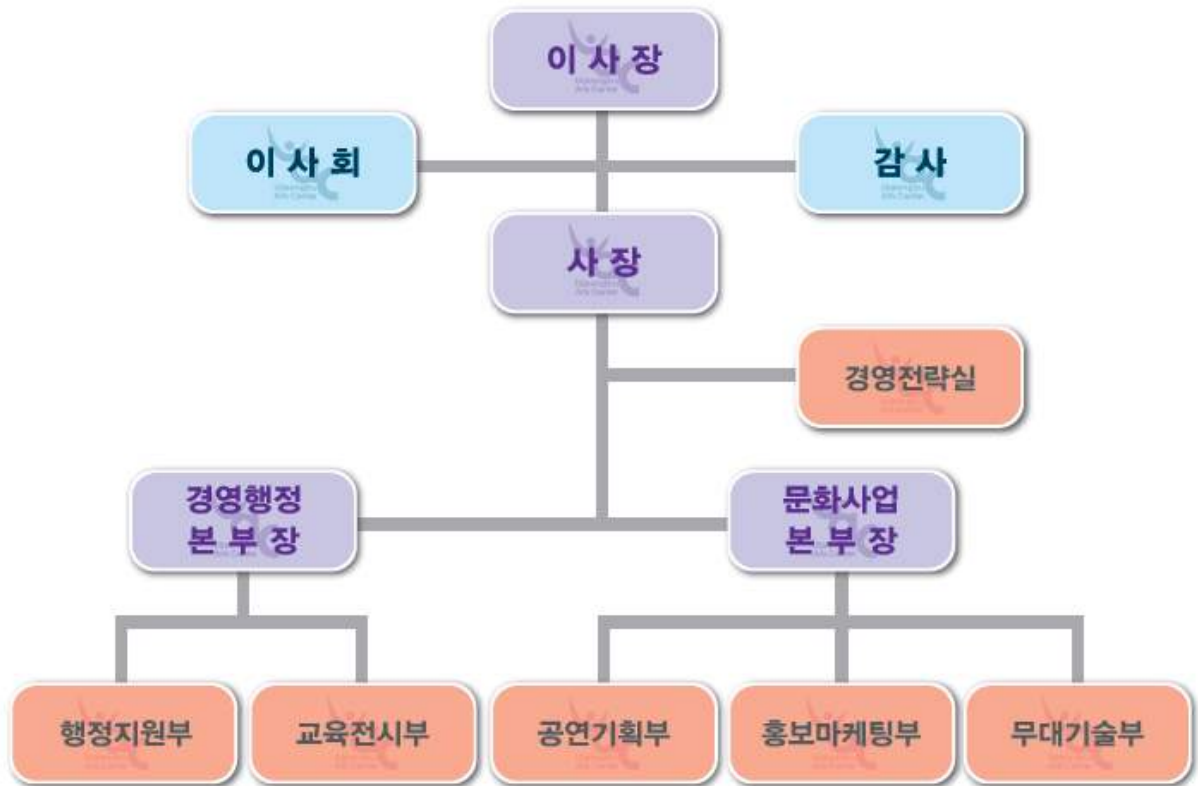 이 사 장
이 사 회
감 사
사 장
경영전략실
경영행정
본 부 장
문화사업
본 부 장
행정지원부
교육전시부
공연기획부
홍보마케팅부
무대기술부